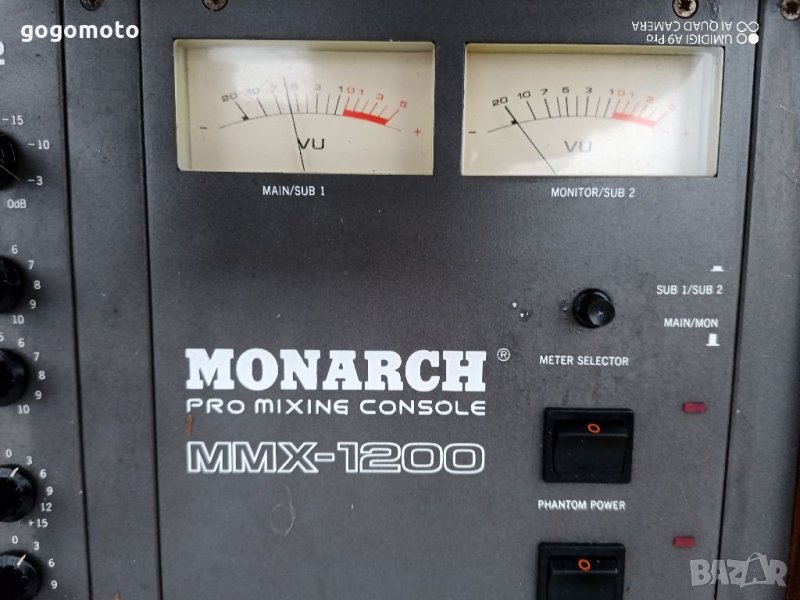 gogomoto
UMIDIGI A9 Pro
AI QUAD CAMERA
2
-15
-10
-3
0dB
6
7
8
9
10
6
7
8
9
10
0
3
6
9
12
+15
0
3
6
9
20 10 7 5 3 1 0 1 3 5
- VU +
MAIN/SUB 1
20 10 7 5 3 1 0 1 3 5
- VU +
MONITOR/SUB 2
SUB 1/SUB 2
MAIN/MON
METER SELECTOR
MONARCH®
PRO MIXING CONSOLE
MMX-1200
PHANTOM POWER
BAZAR